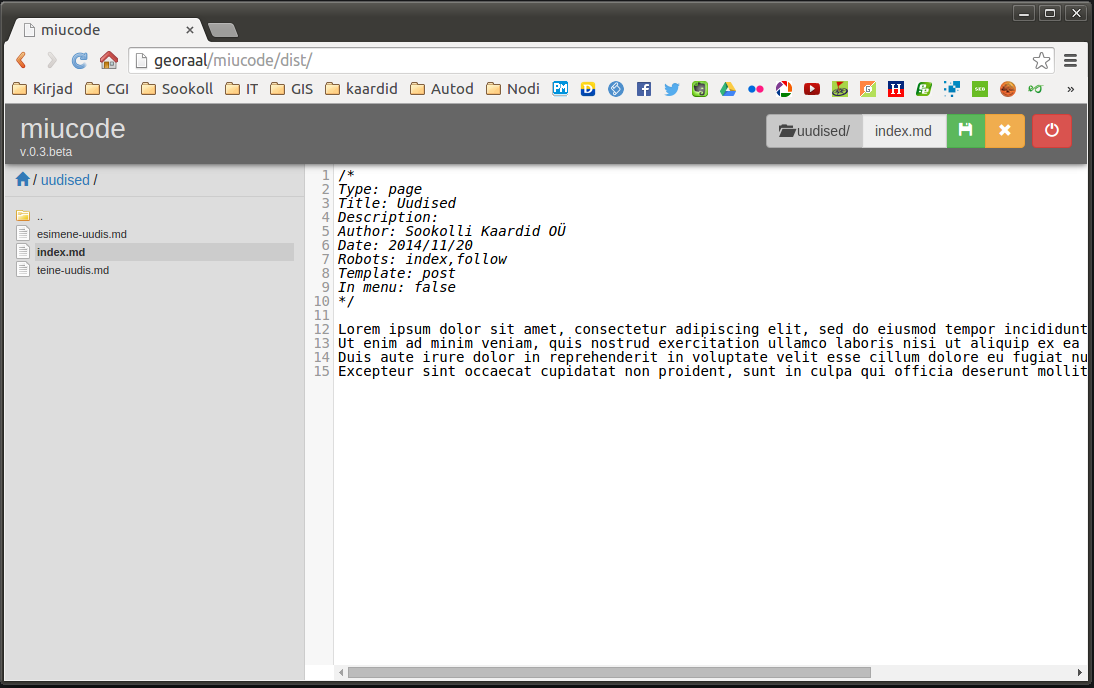 miucode
georaal/miucode/dist/
Kirjad CGI Sookoll IT GIS kaardid Autod Nodi »
miucode
v.0.3.beta
uudised/ index.md
/ uudised /
..
esimene-uudis.md
index.md
teine-uudis.md
1 /*
2 Type: page
3 Title: Uudised
4 Description:
5 Author: Sookolli Kaardid OÜ
6 Date: 2014/11/20
7 Robots: index,follow
8 Template: post
9 In menu: false
10 */
11
12 Lorem ipsum dolor sit amet, consectetur adipiscing elit, sed do eiusmod tempor incididunt
13 Ut enim ad minim veniam, quis nostrud exercitation ullamco laboris nisi ut aliquip ex ea
14 Duis aute irure dolor in reprehenderit in voluptate velit esse cillum dolore eu fugiat nu
15 Excepteur sint occaecat cupidatat non proident, sunt in culpa qui officia deserunt mollit